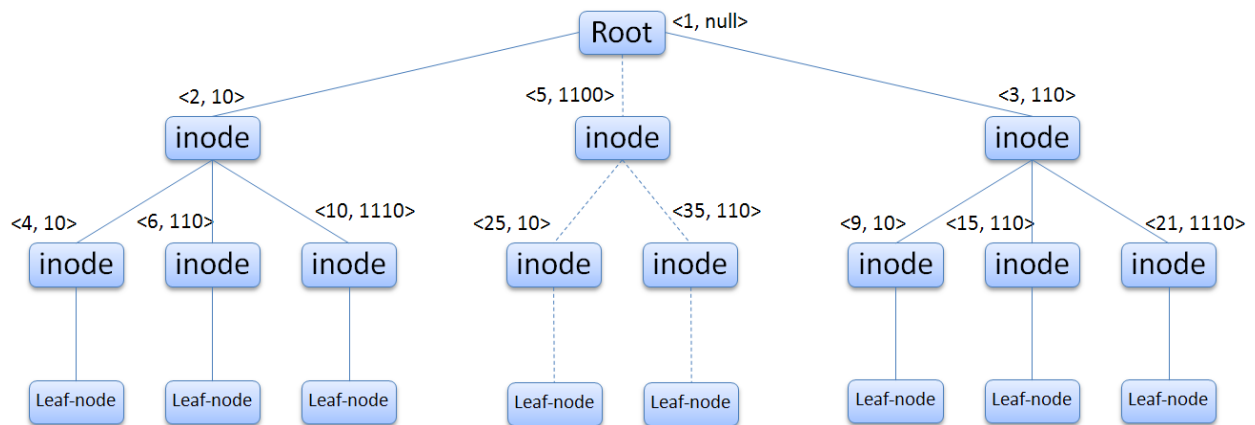 Root <1, null>
<2, 10> <5, 1100> <3, 110>
inode inode inode
<4, 10> <6, 110> <10, 1110> <25, 10> <35, 110> <9, 10> <15, 110> <21, 1110>
inode inode inode inode inode inode inode inode
Leaf-node Leaf-node Leaf-node Leaf-node Leaf-node Leaf-node Leaf-node Leaf-node